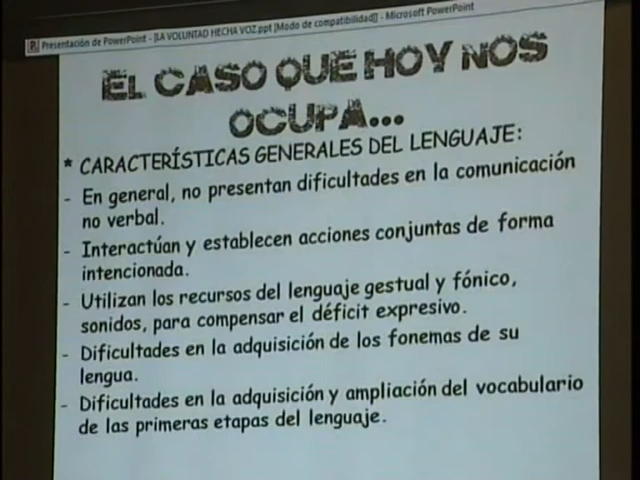 Presentación de PowerPoint - [LA VOLUNTAD HECHA VOZ.ppt [Modo de compatibilidad]] - Microsoft PowerPoint
EL CASO QUE HOY NOS
OCUPA...
* CARACTERÍSTICAS GENERALES DEL LENGUAJE:
- En general, no presentan dificultades en la comunicación
no verbal.
- Interactúan y establecen acciones conjuntas de forma
intencionada.
- Utilizan los recursos del lenguaje gestual y fónico,
sonidos, para compensar el déficit expresivo.
- Dificultades en la adquisición de los fonemas de su
lengua.
- Dificultades en la adquisición y ampliación del vocabulario
de las primeras etapas del lenguaje.